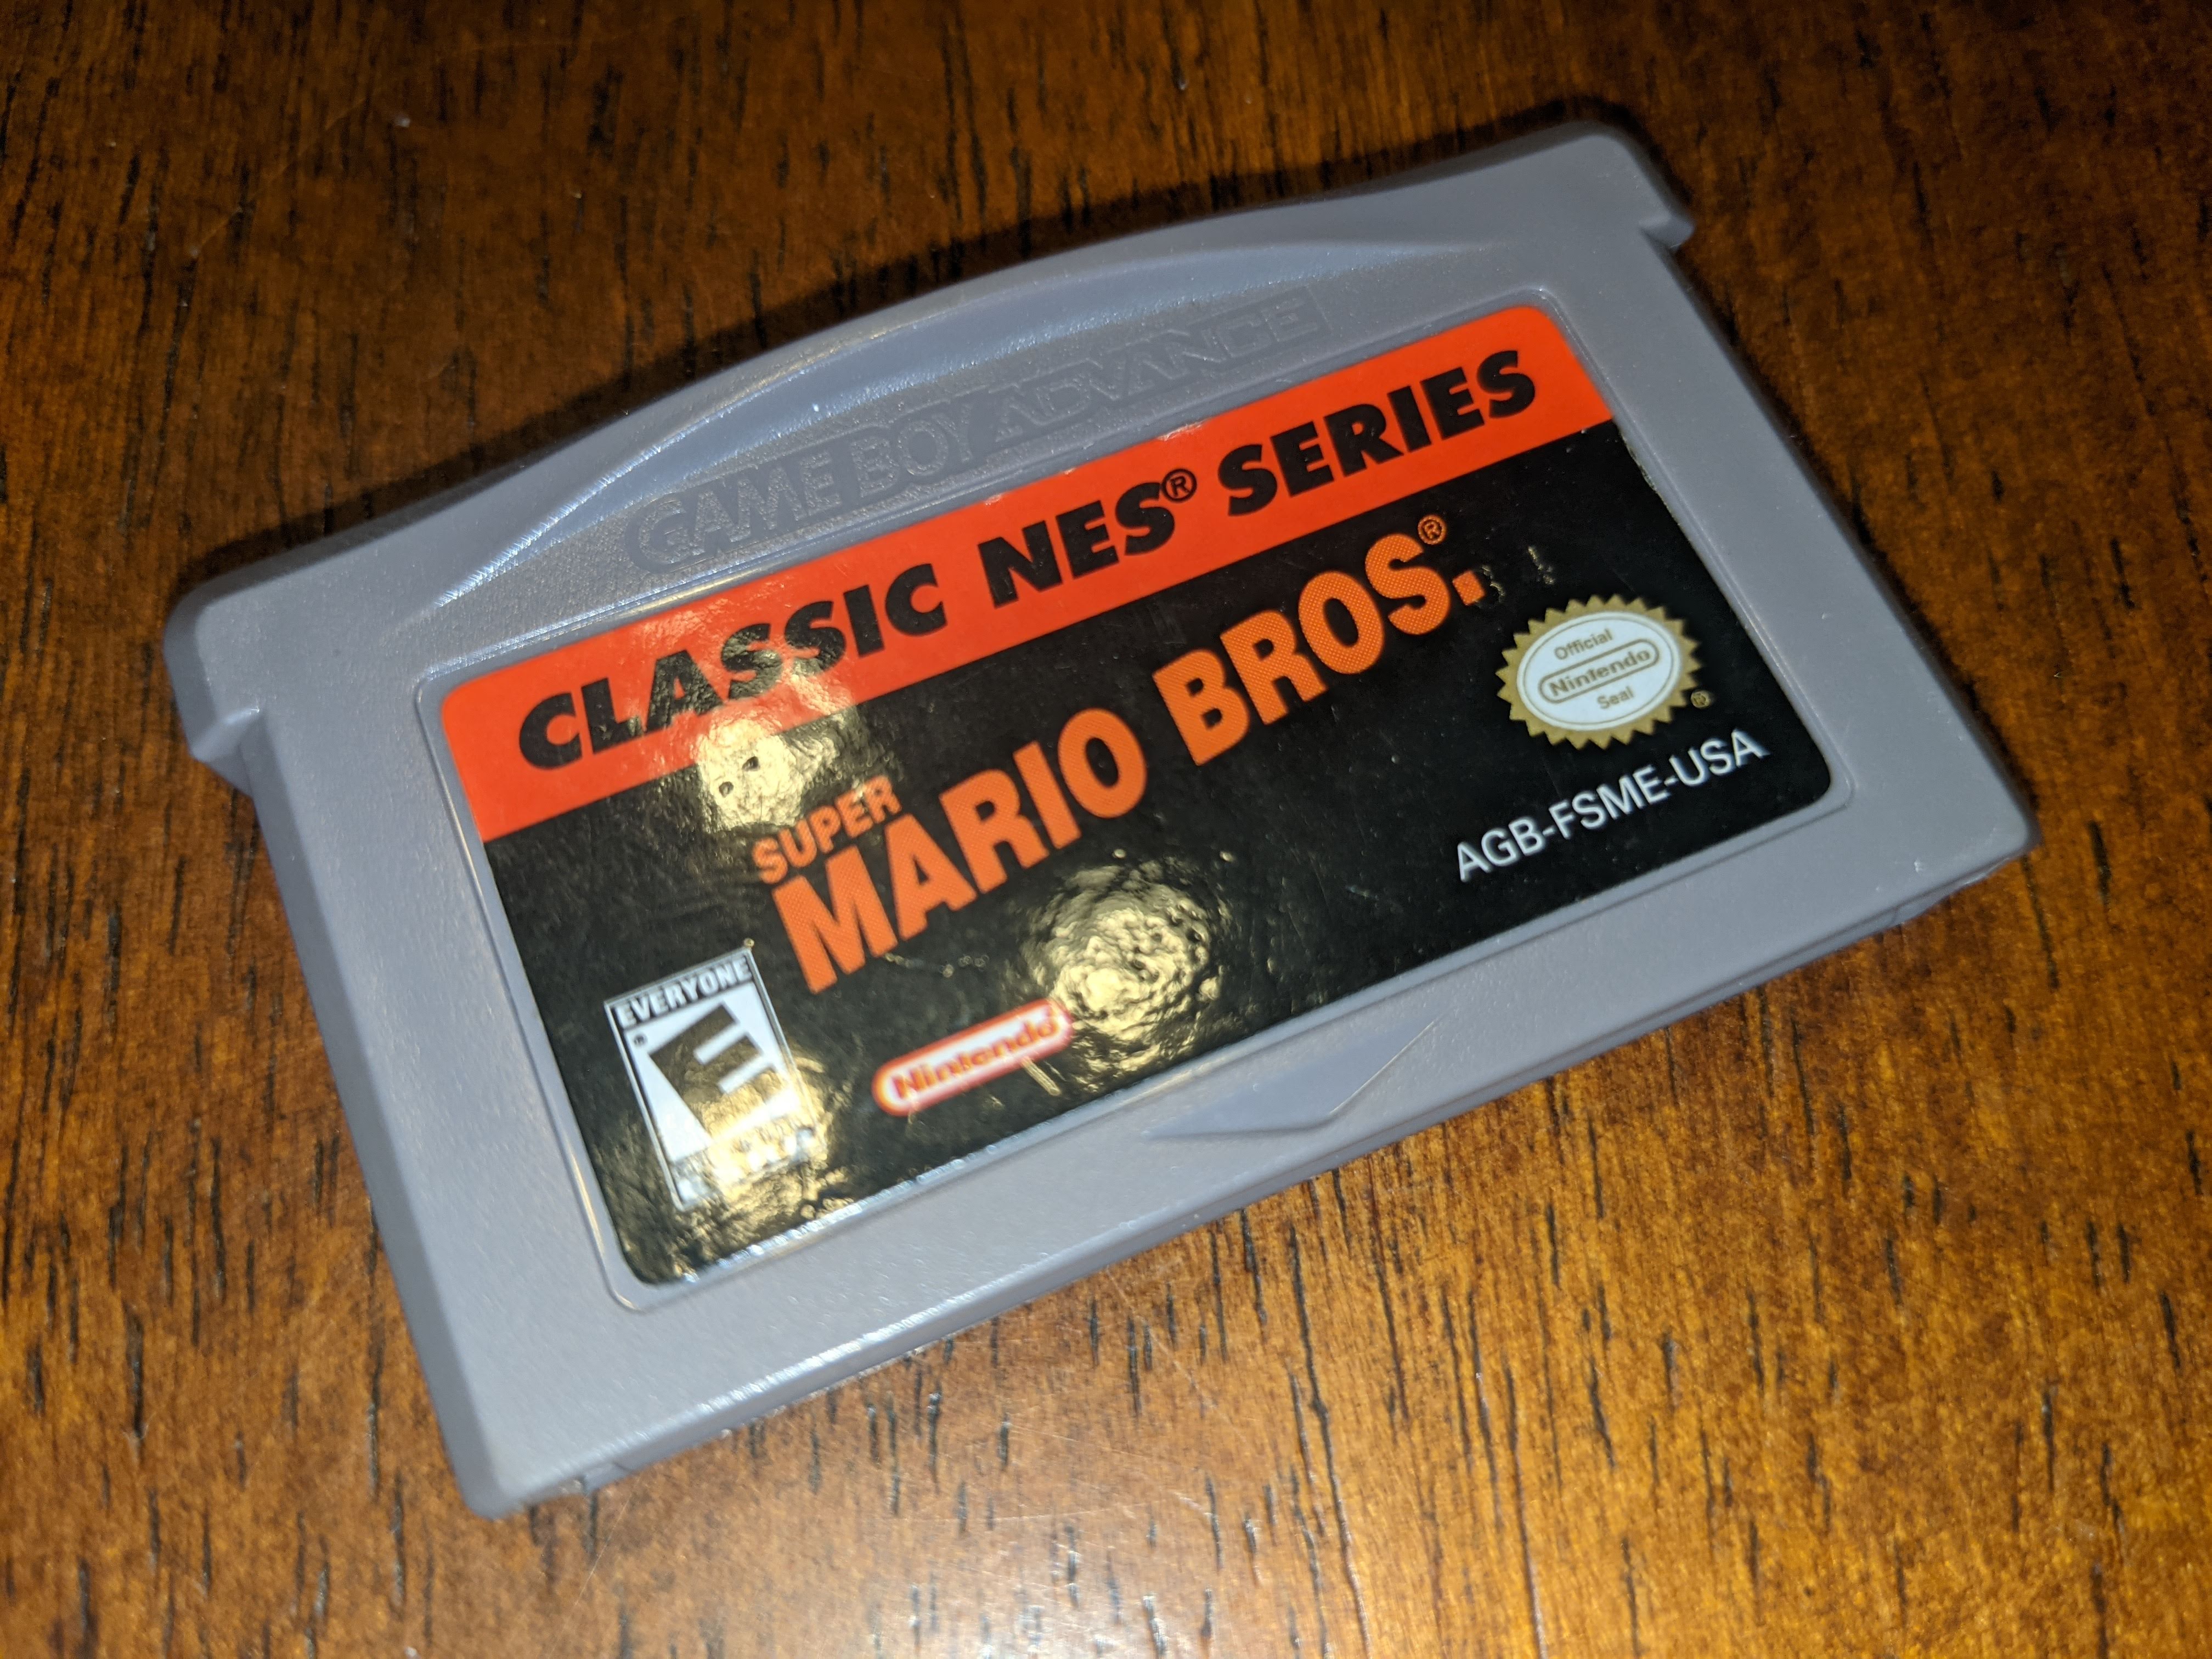 GAME BOY ADVANCE
CLASSIC NES® SERIES
SUPER
MARIO BROS.®
Official
Nintendo
Seal
®
AGB-FSME-USA
EVERYONE
E
®
Nintendo